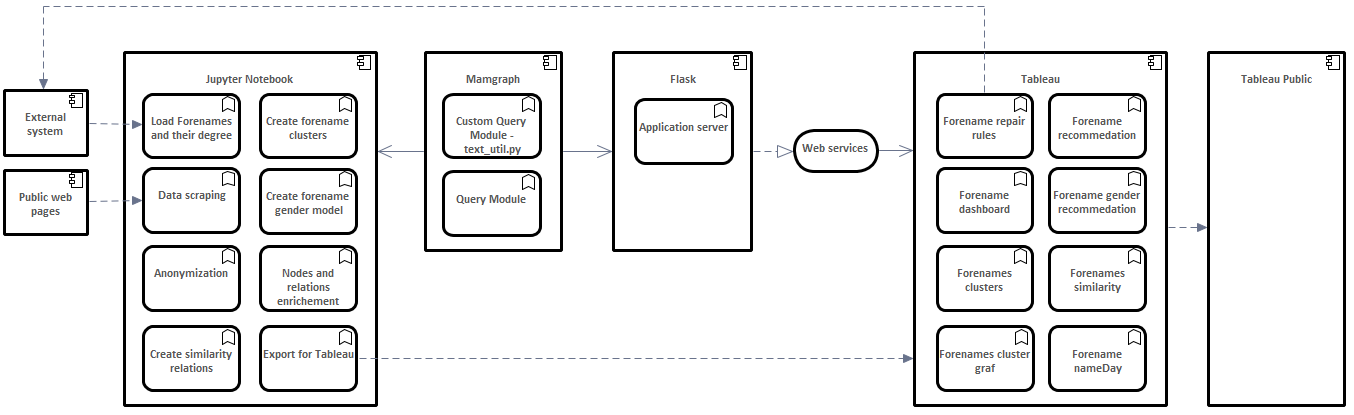 External
system
Public web
pages
Jupyter Notebook
Load Forenames
and their degree
Create forename
clusters
Data scraping
Create forename
gender model
Anonymization
Nodes and
relations
enrichement
Create similarity
relations
Export for Tableau
Mamgraph
Custom Query
Module -
text_util.py
Query Module
Flask
Application server
Web services
Tableau
Forename repair
rules
Forename
recommedation
Forename
dashboard
Forename gender
recommedation
Forenames
clusters
Forenames
similarity
Forenames cluster
graf
Forename
nameDay
Tableau Public